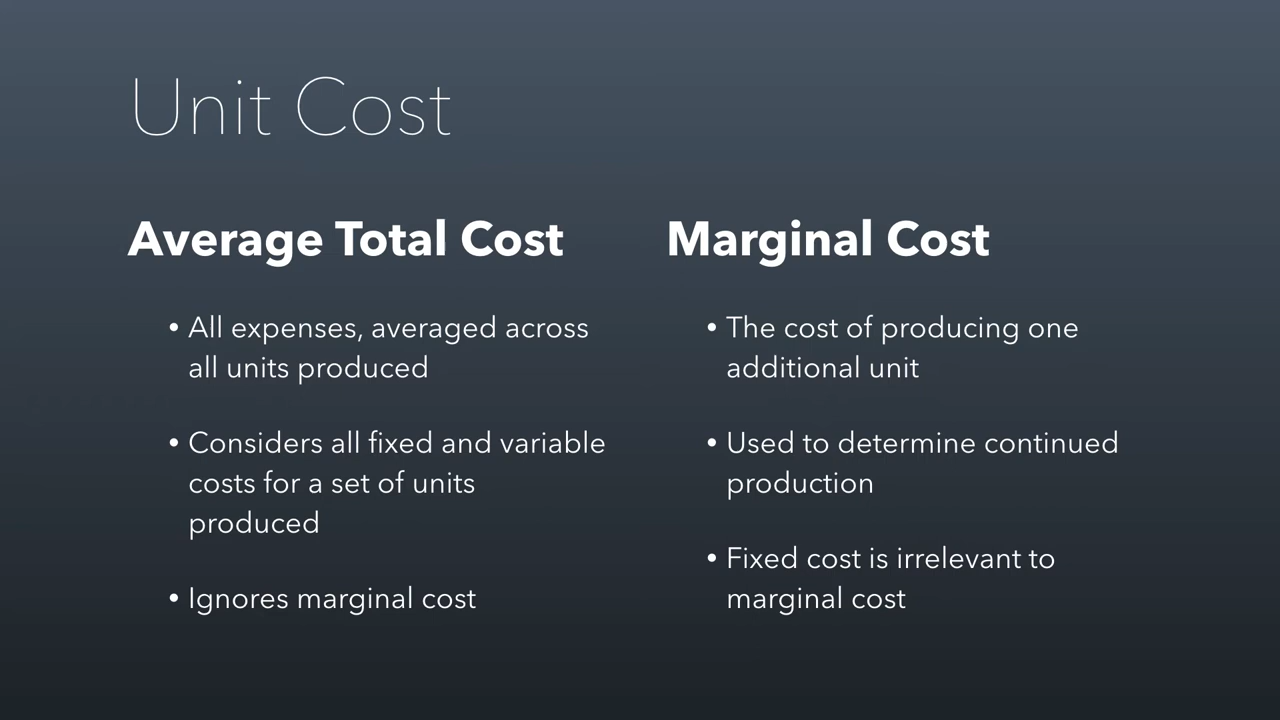 Unit Cost
Average Total Cost
• All expenses, averaged across
all units produced
• Considers all fixed and variable
costs for a set of units
produced
• Ignores marginal cost
Marginal Cost
• The cost of producing one
additional unit
• Used to determine continued
production
• Fixed cost is irrelevant to
marginal cost